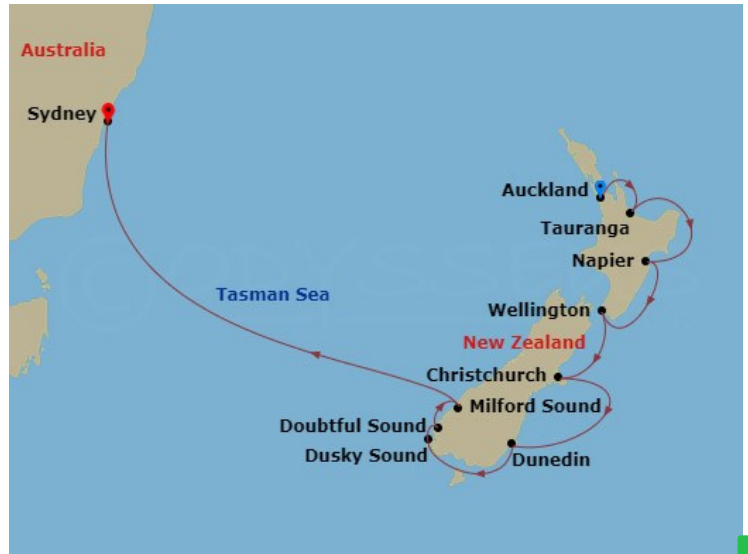 Australia
Sydney
Auckland
Tauranga
Napier
Tasman Sea
Wellington
New Zealand
Christchurch
Milford Sound
Doubtful Sound
Dusky Sound
Dunedin